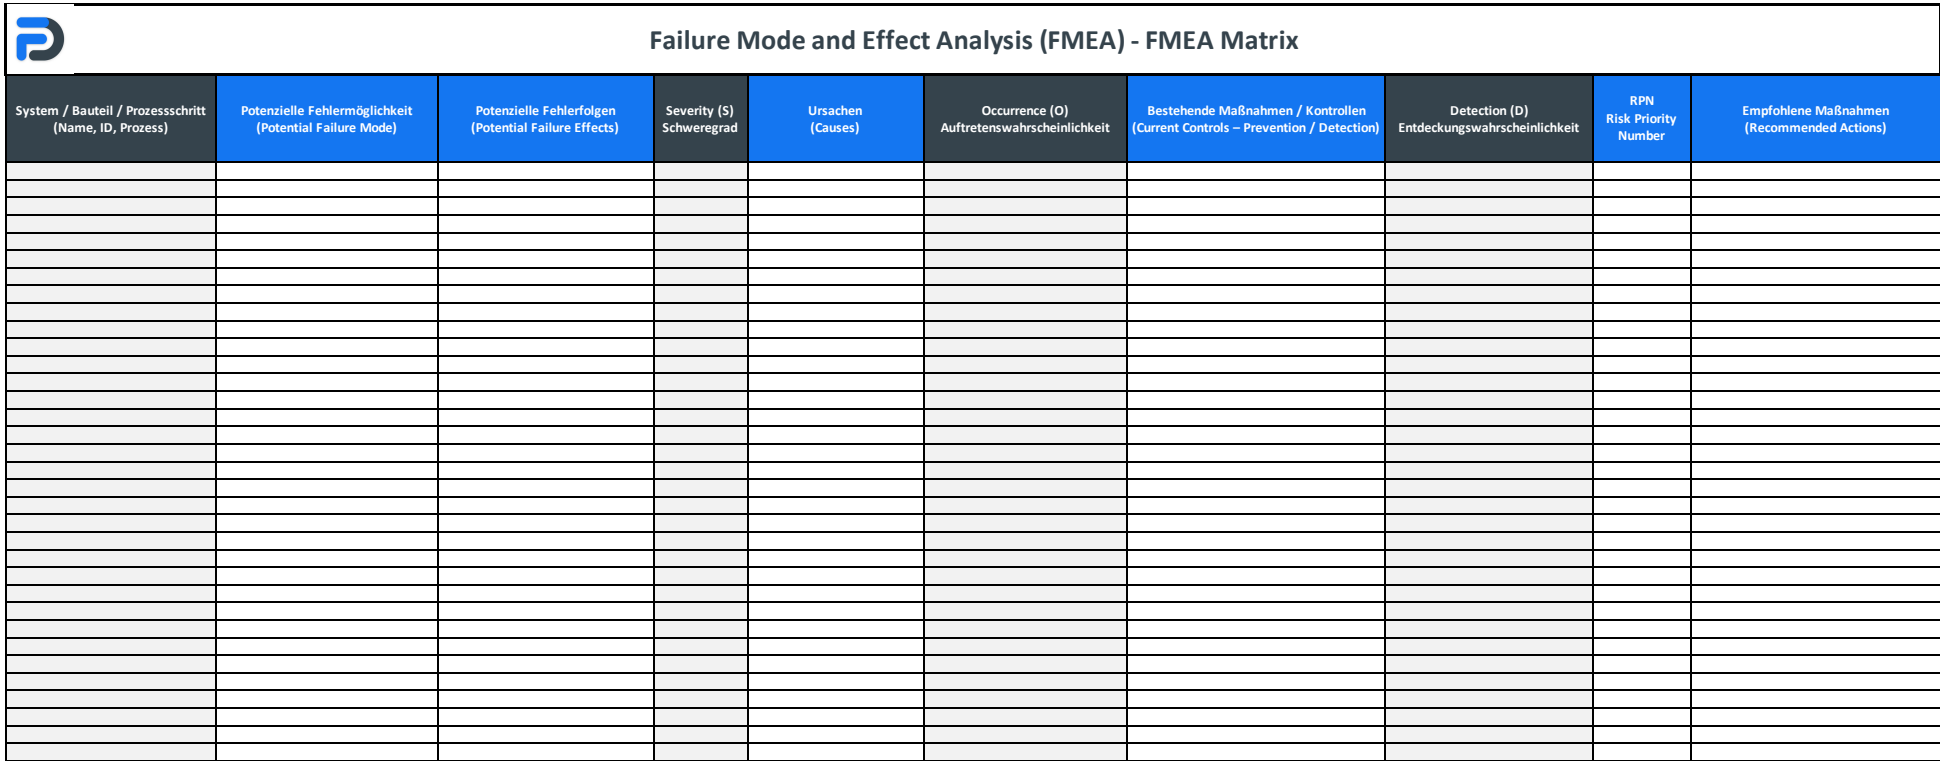 Failure Mode and Effect Analysis (FMEA) - FMEA Matrix
System / Bauteil / Prozessschritt
(Name, ID, Prozess)
Potenzielle Fehlermöglichkeit
(Potential Failure Mode)
Potenzielle Fehlerfolgen
(Potential Failure Effects)
Severity (S)
Schweregrad
Ursachen
(Causes)
Occurrence (O)
Auftretenswahrscheinlichkeit
Bestehende Maßnahmen / Kontrollen
(Current Controls – Prevention / Detection)
Detection (D)
Entdeckungswahrscheinlichkeit
RPN
Risk Priority
Number
Empfohlene Maßnahmen
(Recommended Actions)